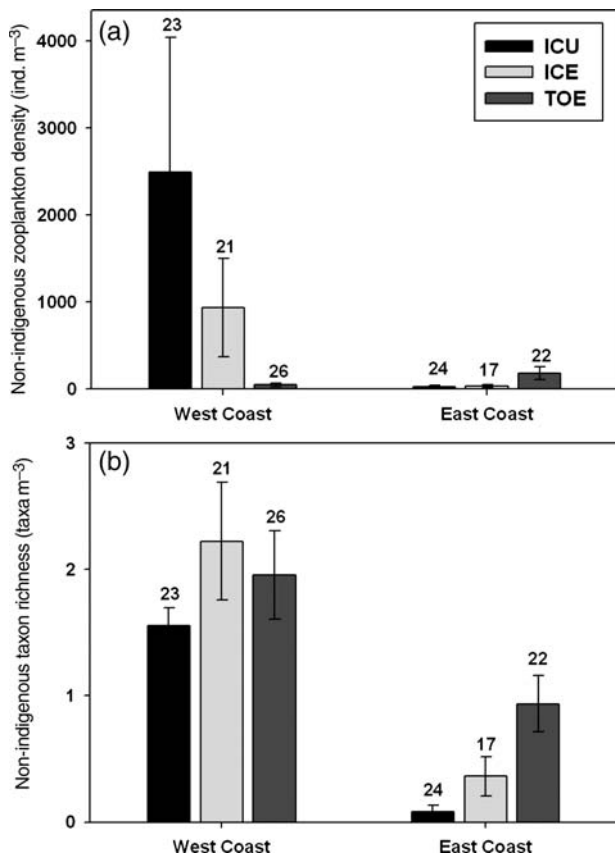 (a)
ICU
ICE
TOE
Non-indigenous zooplankton density (ind. m⁻³)
4000
3000
2000
1000
0
23
21
26
24
17
22
West Coast East Coast
(b)
Non-indigenous taxon richness (taxa m⁻³)
3
2
1
0
23
21
26
24
17
22
West Coast East Coast